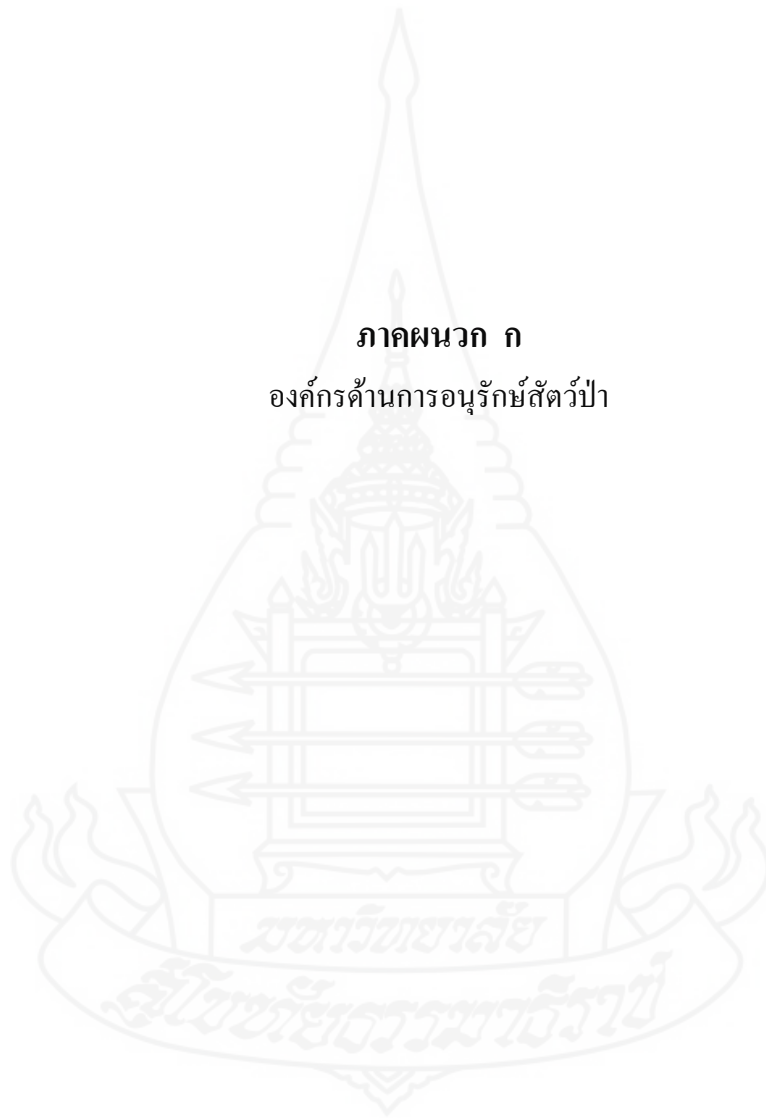 ภาคผนวก ก
องค์กรด้านการอนุรักษ์สัตว์ป่า
มหาวิทยาลัย
สุโขทัยธรรมาธิราช